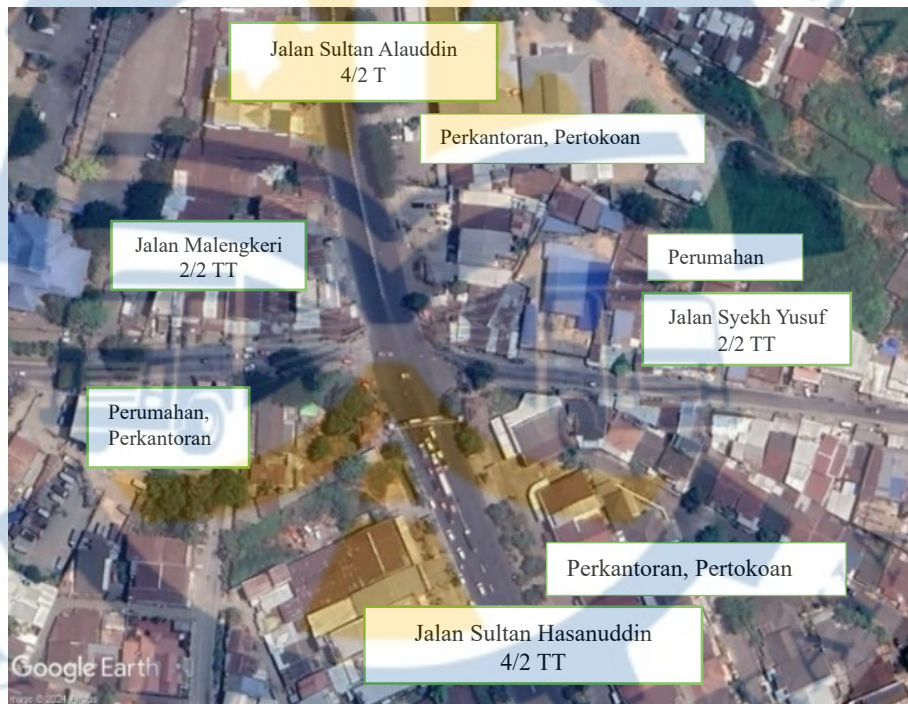 Jalan Sultan Alauddin
4/2 T
Perkantoran, Pertokoan
Jalan Malengkeri
2/2 TT
Perumahan
Jalan Syekh Yusuf
2/2 TT
Perumahan,
Perkantoran
Perkantoran, Pertokoan
Jalan Sultan Hasanuddin
4/2 TT
Google Earth